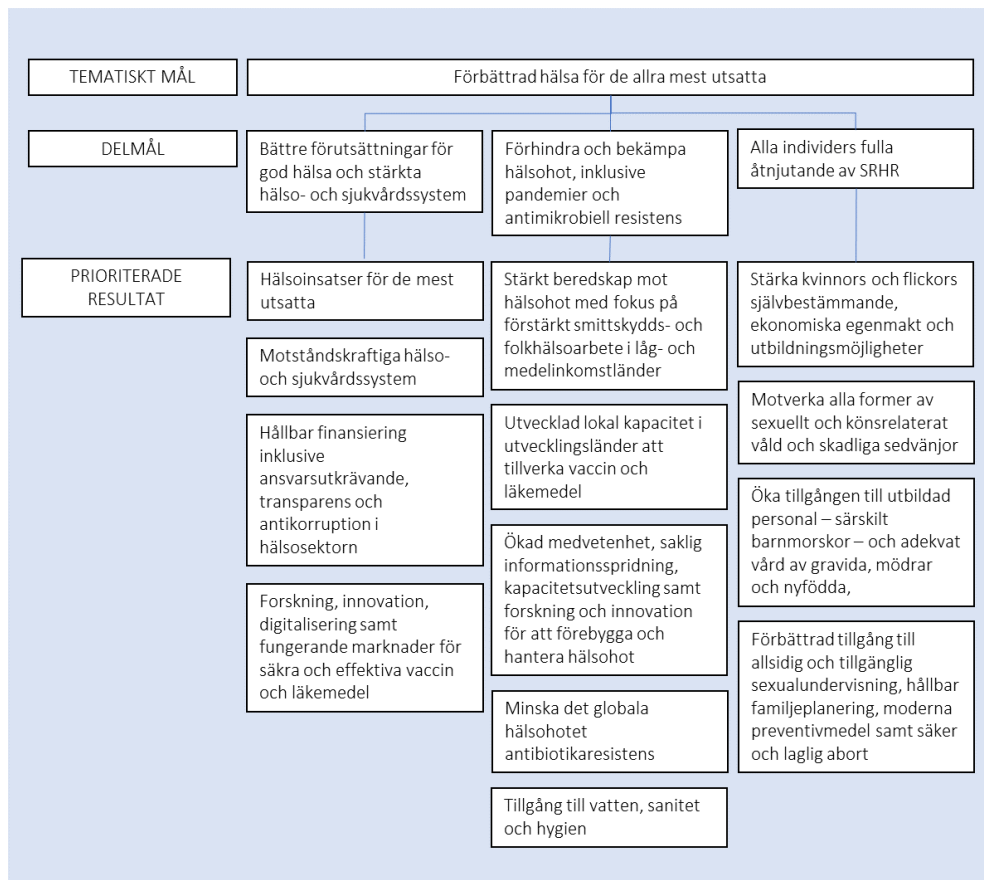 TEMATISKT MÅL
Förbättrad hälsa för de allra mest utsatta
DELMÅL
Bättre förutsättningar för
god hälsa och stärkta
hälso- och sjukvårdssystem
Förhindra och bekämpa
hälsohot, inklusive
pandemier och
antimikrobiell resistens
Alla individers fulla
åtnjutande av SRHR
PRIORITERADE
RESULTAT
Hälsoinsatser för de mest
utsatta
Motståndskraftiga hälso-
och sjukvårdssystem
Hållbar finansiering
inklusive
ansvarsutkrävande,
transparens och
antikorruption i
hälsosektorn
Forskning, innovation,
digitalisering samt
fungerande marknader för
säkra och effektiva vaccin
och läkemedel
Stärkt beredskap mot
hälsohot med fokus på
förstärkt smittskydds- och
folkhälsoarbete i låg- och
medelinkomstländer
Utvecklad lokal kapacitet i
utvecklingsländer att
tillverka vaccin och
läkemedel
Ökad medvetenhet, saklig
informationsspridning,
kapacitetsutveckling samt
forskning och innovation
för att förebygga och
hantera hälsohot
Minska det globala
hälsohotet
antibiotikaresistens
Tillgång till vatten, sanitet
och hygien
Stärka kvinnors och flickors
självbestämmande,
ekonomiska egenmakt och
utbildningsmöjligheter
Motverka alla former av
sexuellt och könsrelaterat
våld och skadliga sedvänjor
Öka tillgången till utbildad
personal – särskilt
barnmorskor – och adekvat
vård av gravida, mödrar
och nyfödda,
Förbättrad tillgång till
allsidig och tillgänglig
sexualundervisning, hållbar
familjeplanering, moderna
preventivmedel samt säker
och laglig abort